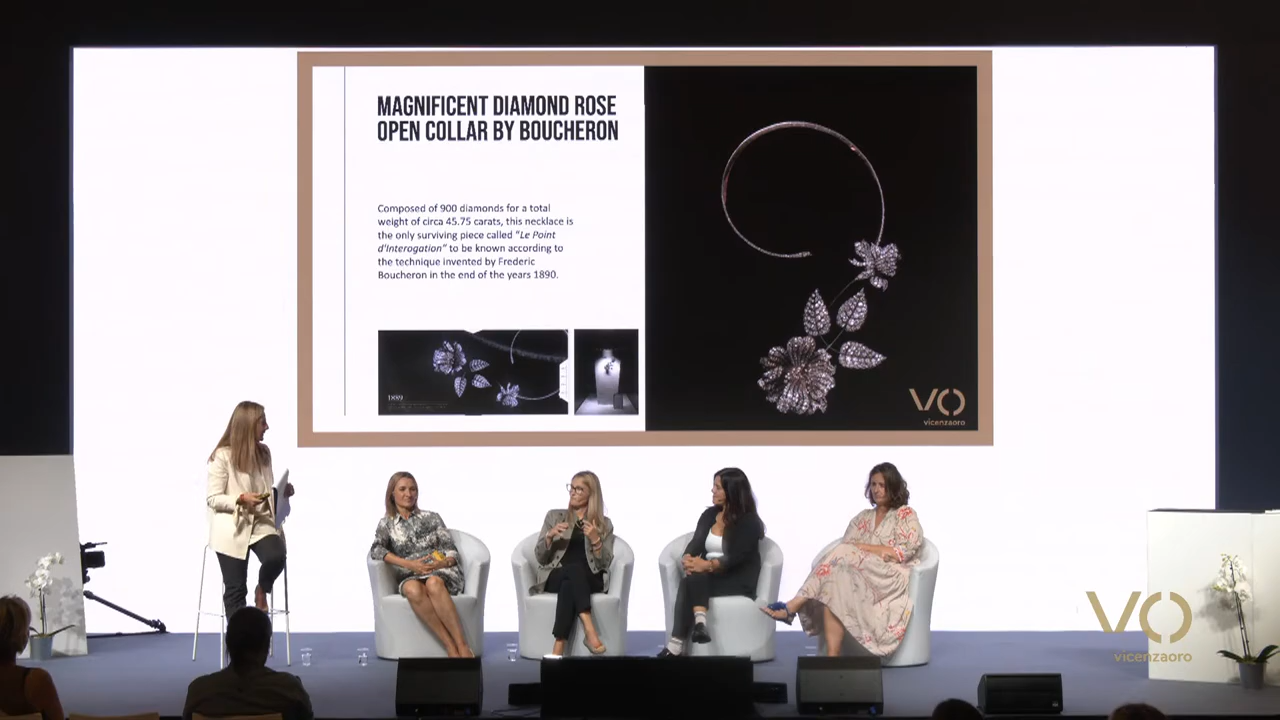 MAGNIFICENT DIAMOND ROSE
OPEN COLLAR BY BOUCHERON
Composed of 900 diamonds for a total
weight of circa 45.75 carats, this necklace is
the only surviving piece called "Le Point
d'Interogation" to be known according to
the technique invented by Frederic
Boucheron in the end of the years 1890.
VO
vicenzaoro
VO
vicenzaoro